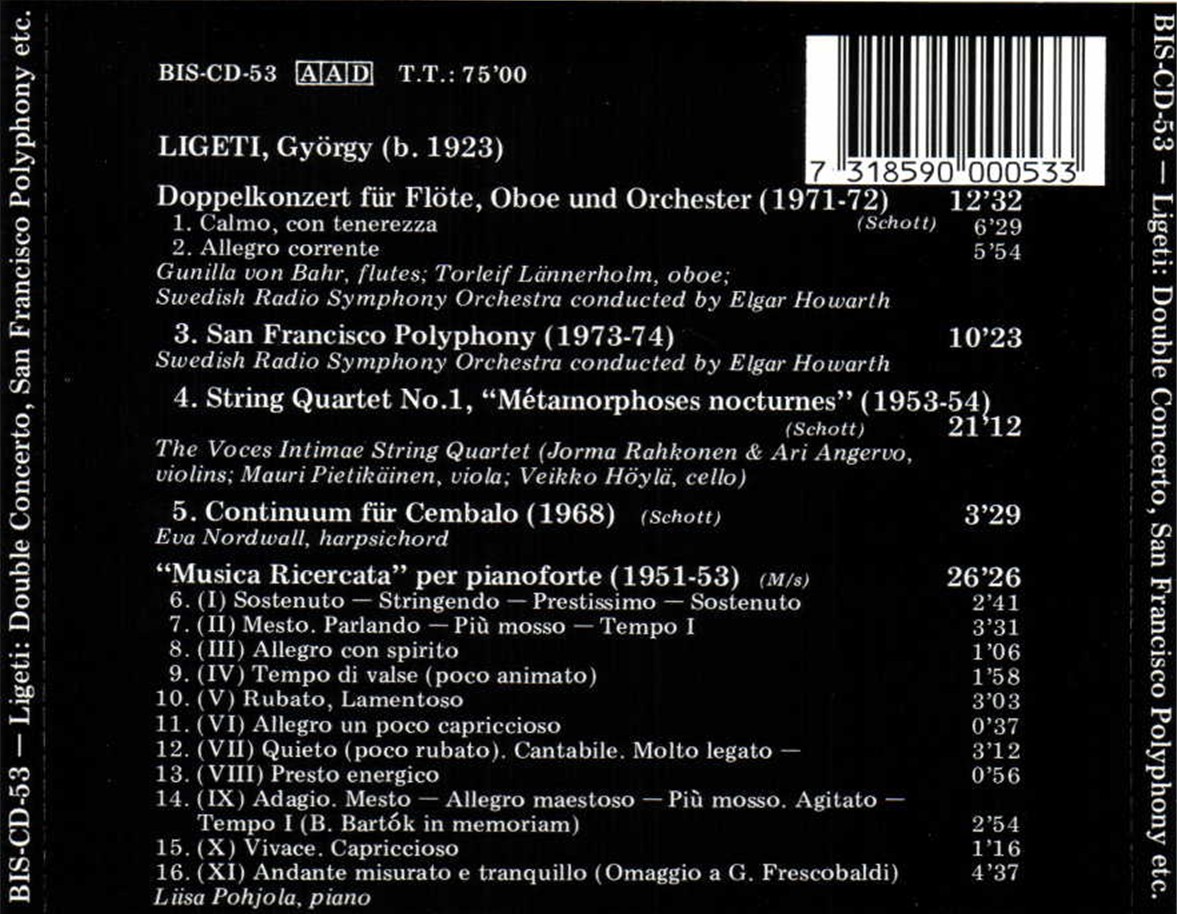 BIS-CD-53 — Ligeti: Double Concerto, San Francisco Polyphony etc.
BIS-CD-53 AAD T.T.: 75'00
7 318590 000533
LIGETI, György (b. 1923)
Doppelkonzert für Flöte, Oboe und Orchester (1971-72) 12'32
1. Calmo, con tenerezza (Schott) 6'29
2. Allegro corrente 5'54
Gunilla von Bahr, flutes; Torleif Lännerholm, oboe;
Swedish Radio Symphony Orchestra conducted by Elgar Howarth
3. San Francisco Polyphony (1973-74) 10'23
Swedish Radio Symphony Orchestra conducted by Elgar Howarth
4. String Quartet No.1, “Métamorphoses nocturnes” (1953-54)
(Schott) 21'12
The Voces Intimae String Quartet (Jorma Rahkonen & Ari Angervo,
violins; Mauri Pietikäinen, viola; Veikko Höylä, cello)
5. Continuum für Cembalo (1968) (Schott) 3'29
Eva Nordwall, harpsichord
“Musica Ricercata” per pianoforte (1951-53) (M/s) 26'26
6. (I) Sostenuto — Stringendo — Prestissimo — Sostenuto 2'41
7. (II) Mesto. Parlando — Più mosso — Tempo I 3'31
8. (III) Allegro con spirito 1'06
9. (IV) Tempo di valse (poco animato) 1'58
10. (V) Rubato, Lamentoso 3'03
11. (VI) Allegro un poco capriccioso 0'37
12. (VII) Quieto (poco rubato). Cantabile. Molto legato — 3'12
13. (VIII) Presto energico 0'56
14. (IX) Adagio. Mesto — Allegro maestoso — Più mosso. Agitato —
Tempo I (B. Bartók in memoriam) 2'54
15. (X) Vivace. Capriccioso 1'16
16. (XI) Andante misurato e tranquillo (Omaggio a G. Frescobaldi) 4'37
Liisa Pohjola, piano
BIS-CD-53 — Ligeti: Double Concerto, San Francisco Polyphony etc.